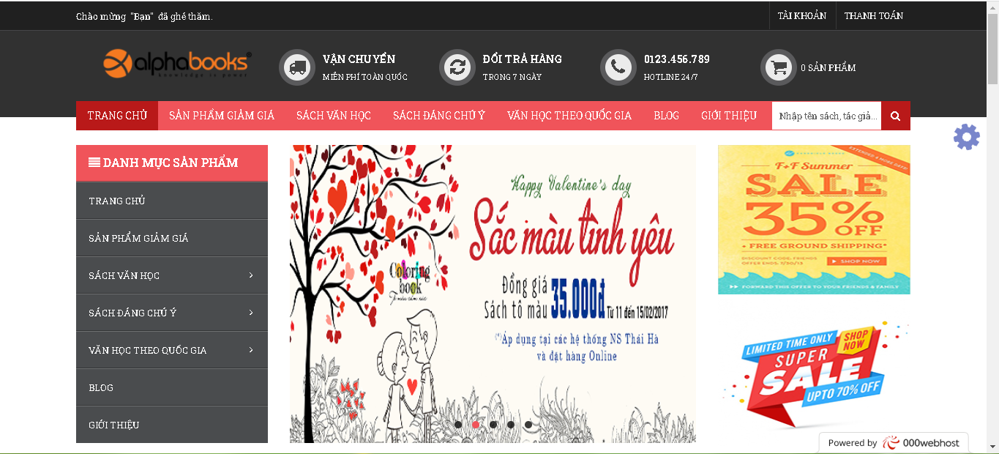 Chào mừng "Bạn" đã ghé thăm.
TÀI KHOẢN
THANH TOÁN
alphabooks®
knowledge is power
VẬN CHUYỂN
MIỄN PHÍ TOÀN QUỐC
ĐỔI TRẢ HÀNG
TRONG 7 NGÀY
0123.456.789
HOTLINE 24/7
0 SẢN PHẨM
TRANG CHỦ
SẢN PHẨM GIẢM GIÁ
SÁCH VĂN HỌC
SÁCH ĐÁNG CHÚ Ý
VĂN HỌC THEO QUỐC GIA
BLOG
GIỚI THIỆU
Nhập tên sách, tác giả...
DANH MỤC SẢN PHẨM
TRANG CHỦ
SẢN PHẨM GIẢM GIÁ
SÁCH VĂN HỌC
SÁCH ĐÁNG CHÚ Ý
VĂN HỌC THEO QUỐC GIA
BLOG
GIỚI THIỆU
Happy Valentine's day
Sắc màu tình yêu
Coloring
book
Đồng giá
Sách tô màu
35.000đ
Từ 11 đến 15/02/2017
(*)Áp dụng tại các hệ thống NS Thái Hà
và đặt hàng Online
EXTENDED 4 MORE DAYS!
F+F Summer
SALE
35%
OFF
• FREE GROUND SHIPPING*
DISCOUNT CODE: FRIENDS
OFFER ENDS: 7/30/13
SHOP NOW
FORWARD THIS OFFER TO YOUR FRIENDS & FAMILY
LIMITED TIME ONLY
SHOP
NOW
SUPER
SALE
UPTO 70% OFF
Powered by 000webhost